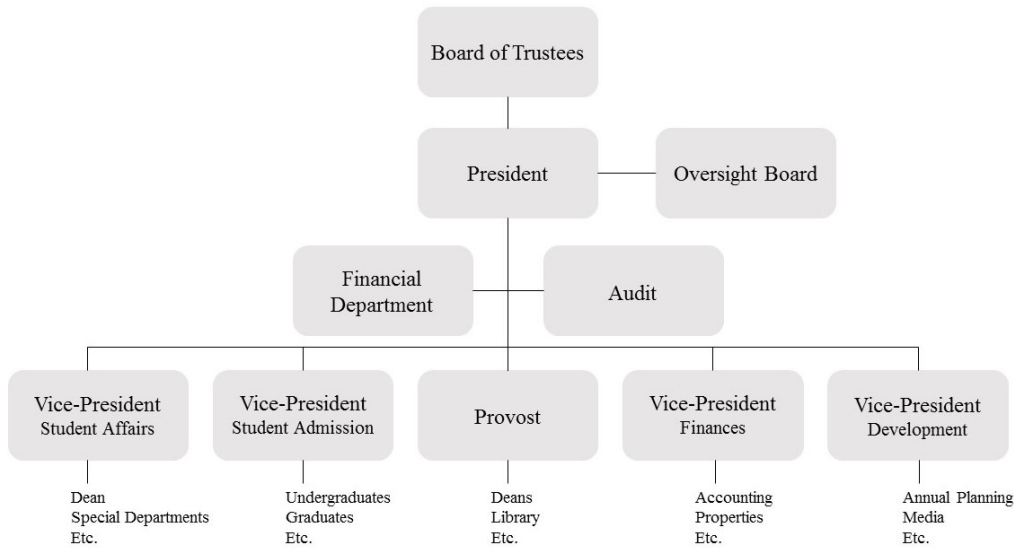 Board of Trustees
President
Oversight Board
Financial
Department
Audit
Vice-President
Student Affairs
Vice-President
Student Admission
Provost
Vice-President
Finances
Vice-President
Development
Dean
Special Departments
Etc.
Undergraduates
Graduates
Etc.
Deans
Library
Etc.
Accounting
Properties
Etc.
Annual Planning
Media
Etc.